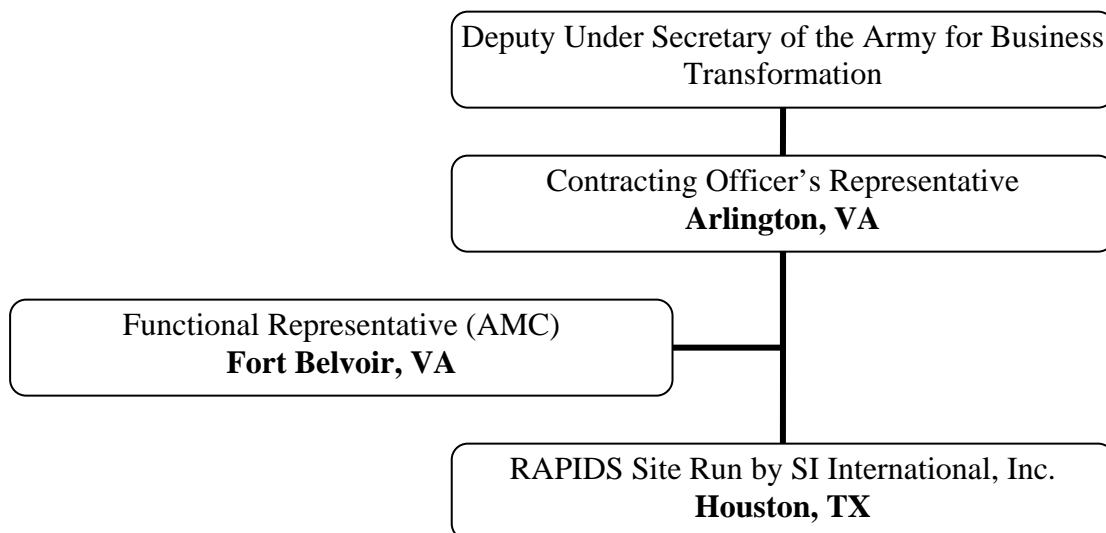 Deputy Under Secretary of the Army for Business
Transformation
Contracting Officer’s Representative
Arlington, VA
Functional Representative (AMC)
Fort Belvoir, VA
RAPIDS Site Run by SI International, Inc.
Houston, TX